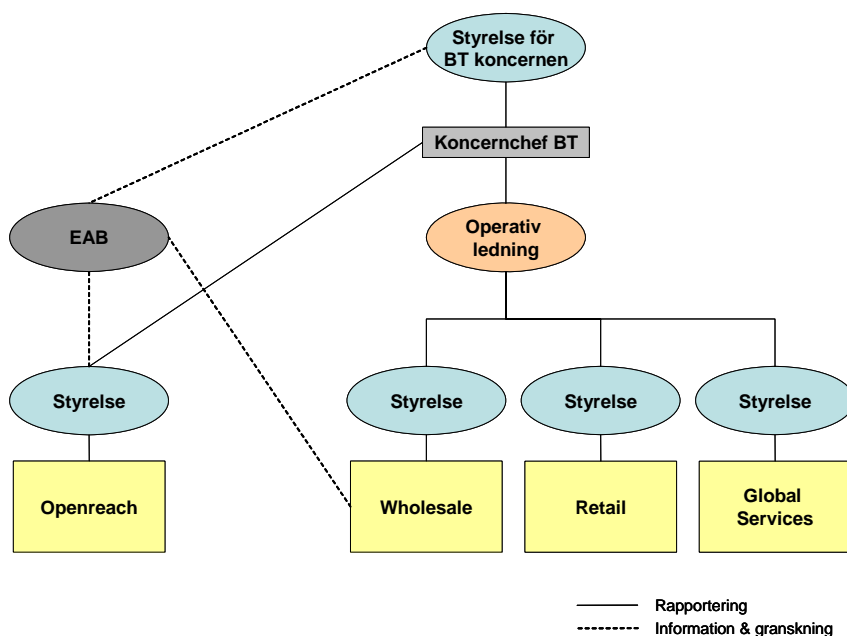 Styrelse för
BT koncernen
Koncernchef BT
EAB
Operativ
ledning
Styrelse
Styrelse
Styrelse
Styrelse
Openreach
Wholesale
Retail
Global
Services
Rapportering
Information & granskning